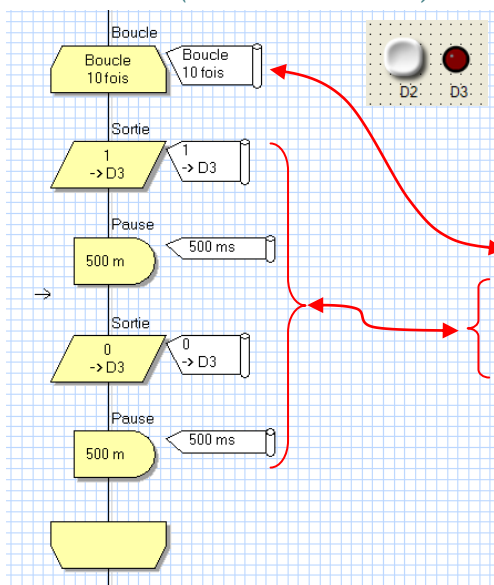 Boucle
Boucle
10 fois
Boucle
10 fois
D2 D3
Sortie
1
-> D3
1
-> D3
Pause
500 m
500 ms
Sortie
0
-> D3
0
-> D3
Pause
500 m
500 ms